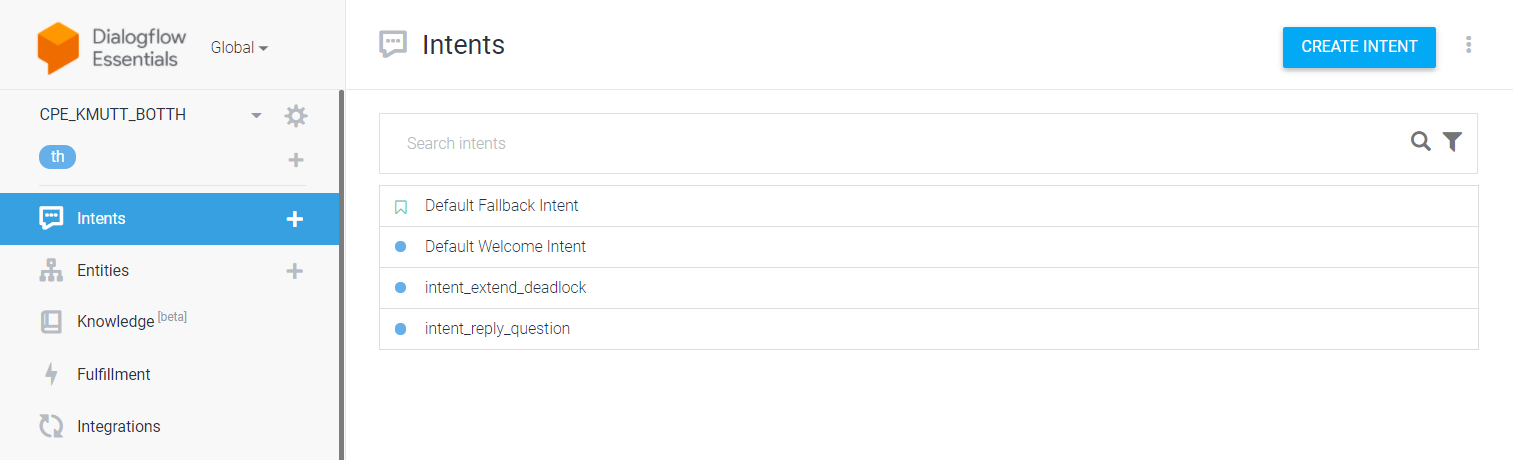 Dialogflow
Essentials
Global
CPE_KMUTT_BOTTH
th
Intents
Entities
Knowledge [beta]
Fulfillment
Integrations
Intents
CREATE INTENT
Search intents
Default Fallback Intent
Default Welcome Intent
intent_extend_deadlock
intent_reply_question